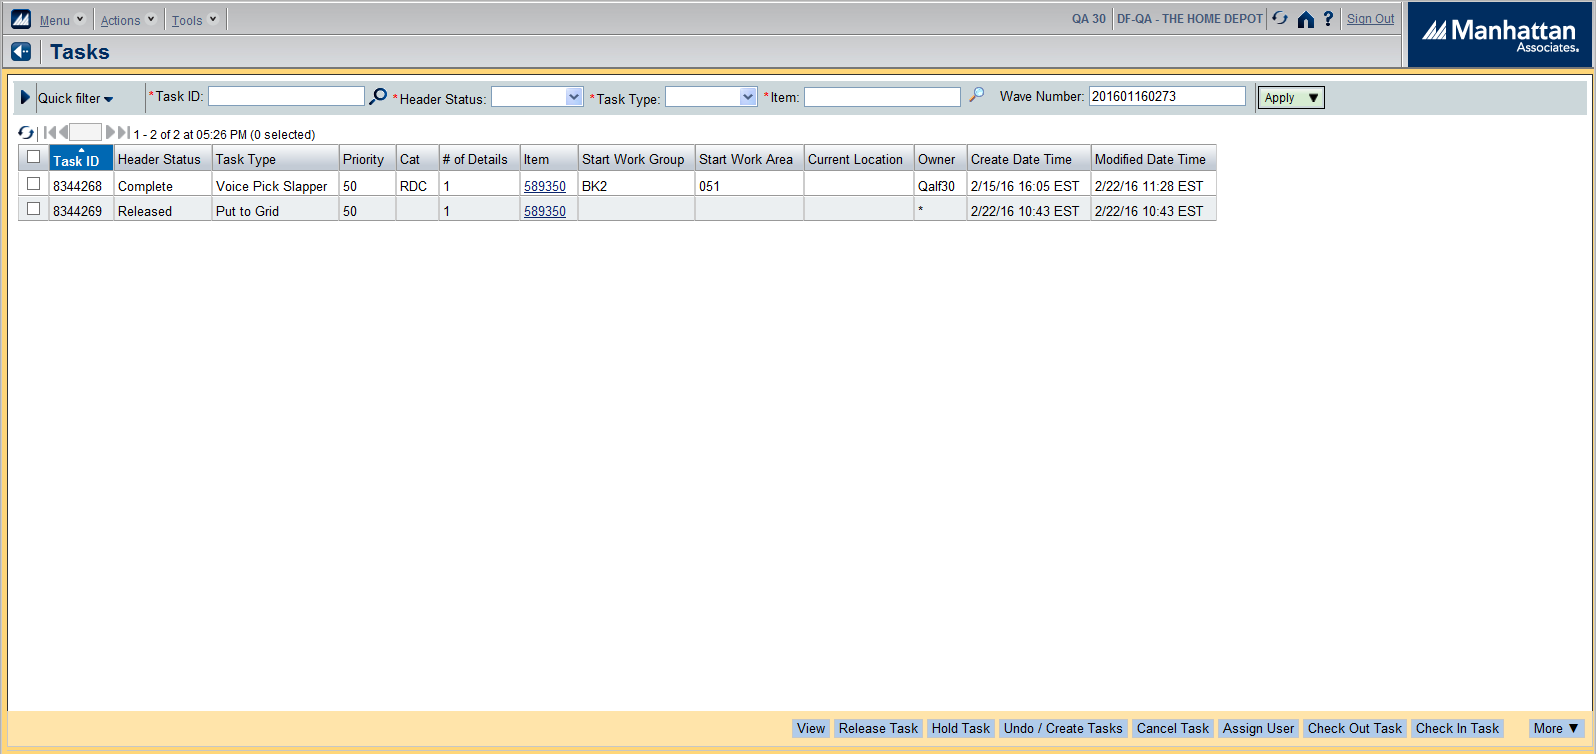 Menu Actions Tools QA 30 DF-QA - THE HOME DEPOT ? Sign Out
Manhattan Associates.
Tasks
Quick filter *Task ID: *Header Status: *Task Type: *Item: Wave Number: 201601160273 Apply
1 - 2 of 2 at 05:26 PM (0 selected)
Task ID Header Status Task Type Priority Cat # of Details Item Start Work Group Start Work Area Current Location Owner Create Date Time Modified Date Time
8344268 Complete Voice Pick Slapper 50 RDC 1 589350 BK2 051 Qalf30 2/15/16 16:05 EST 2/22/16 11:28 EST
8344269 Released Put to Grid 50 1 589350 * 2/22/16 10:43 EST 2/22/16 10:43 EST
View Release Task Hold Task Undo / Create Tasks Cancel Task Assign User Check Out Task Check In Task More